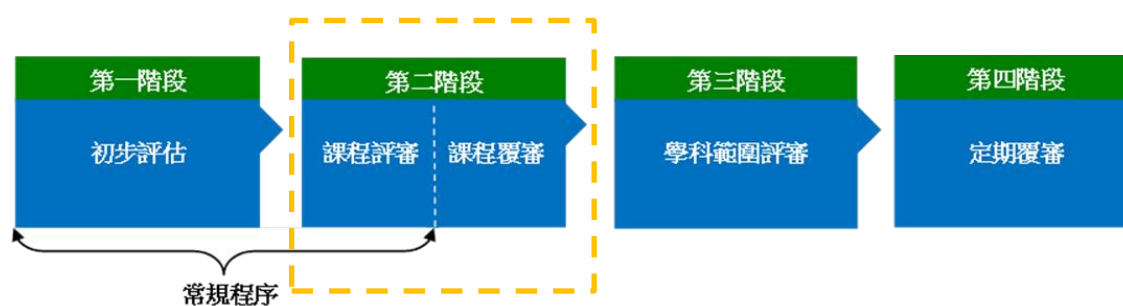 第一階段
初步評估
第二階段
課程評審
課程覆審
第三階段
學科範圍評審
第四階段
定期覆審
常規程序